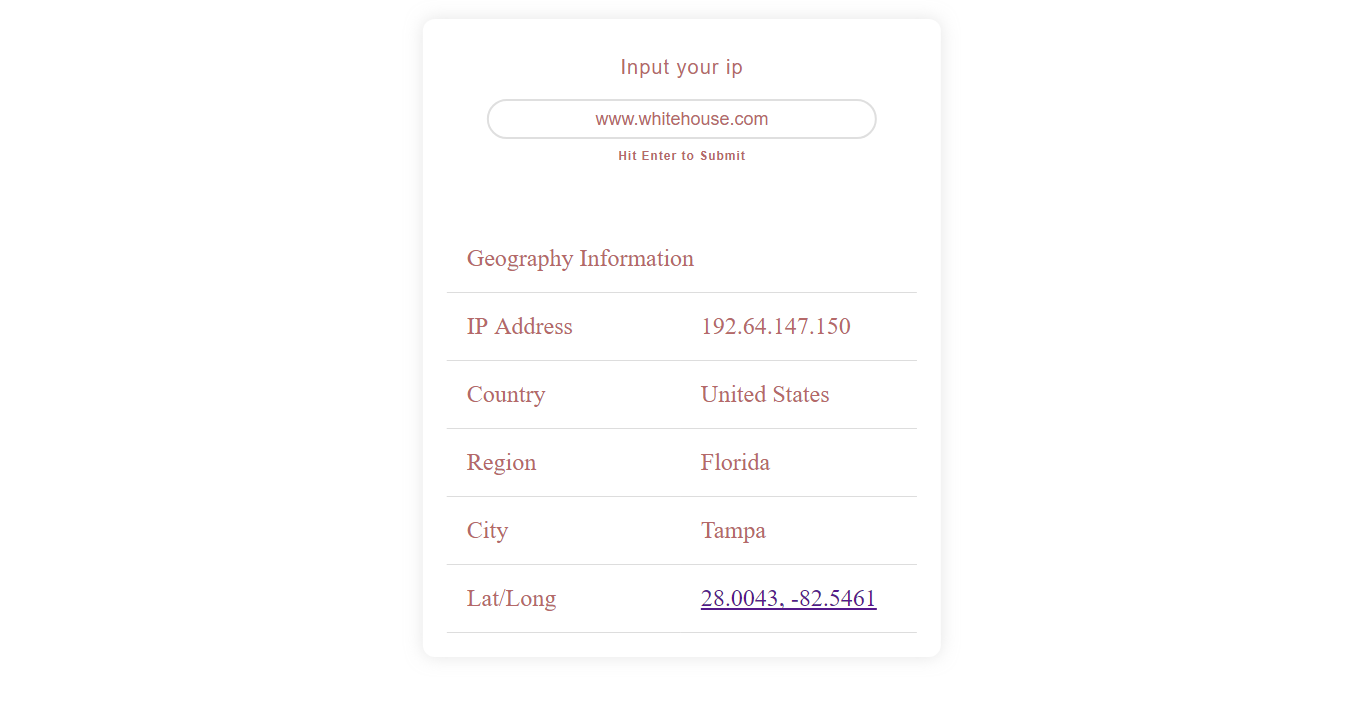 Input your ip
www.whitehouse.com
Hit Enter to Submit
Geography Information
IP Address 192.64.147.150
Country United States
Region Florida
City Tampa
Lat/Long 28.0043, -82.5461